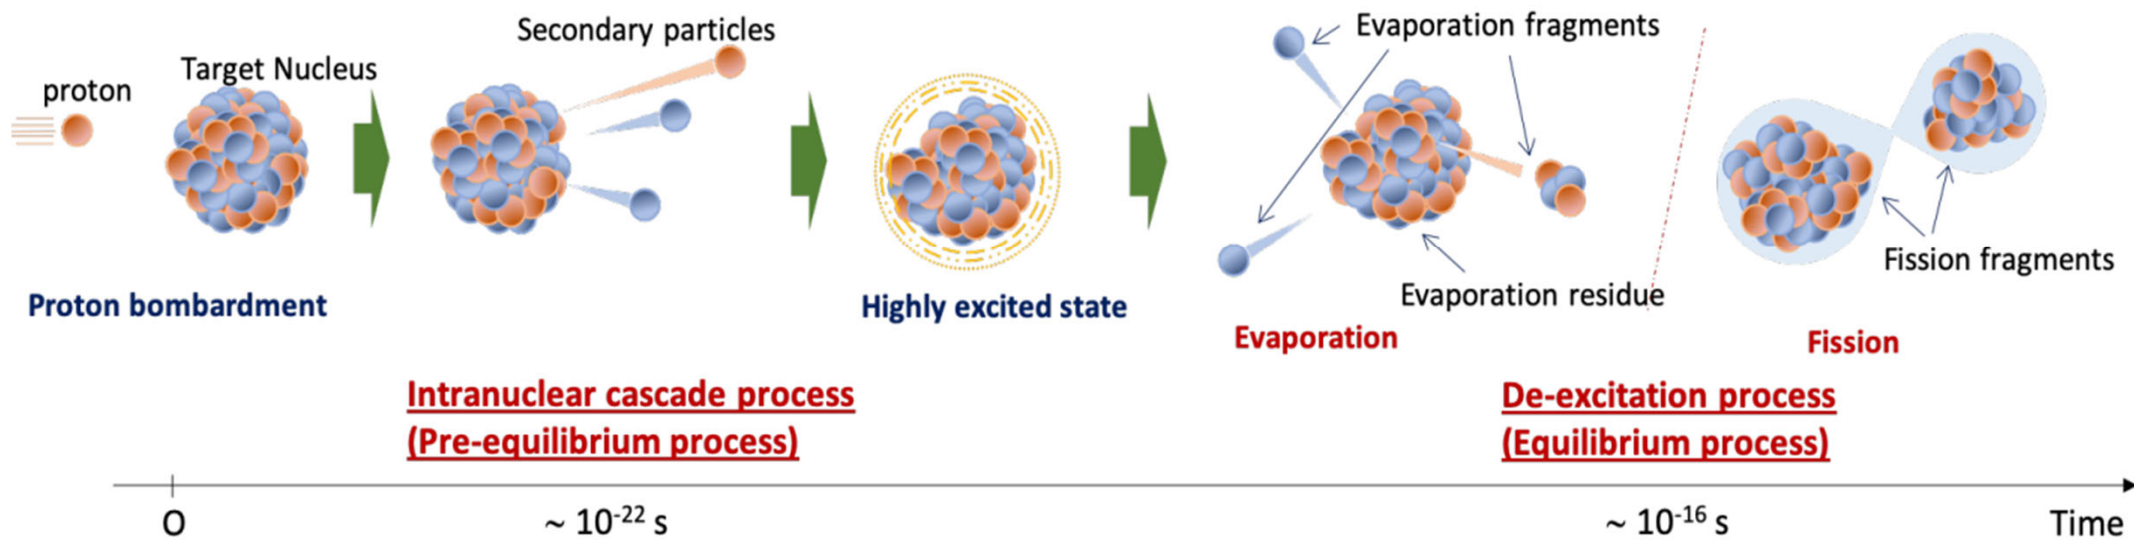 proton
Target Nucleus
Secondary particles
Evaporation fragments
Evaporation residue
Fission fragments
Proton bombardment
Highly excited state
Evaporation
Fission
Intranuclear cascade process
(Pre-equilibrium process)
De-excitation process
(Equilibrium process)
O
~ 10⁻²² s
~ 10⁻¹⁶ s
Time